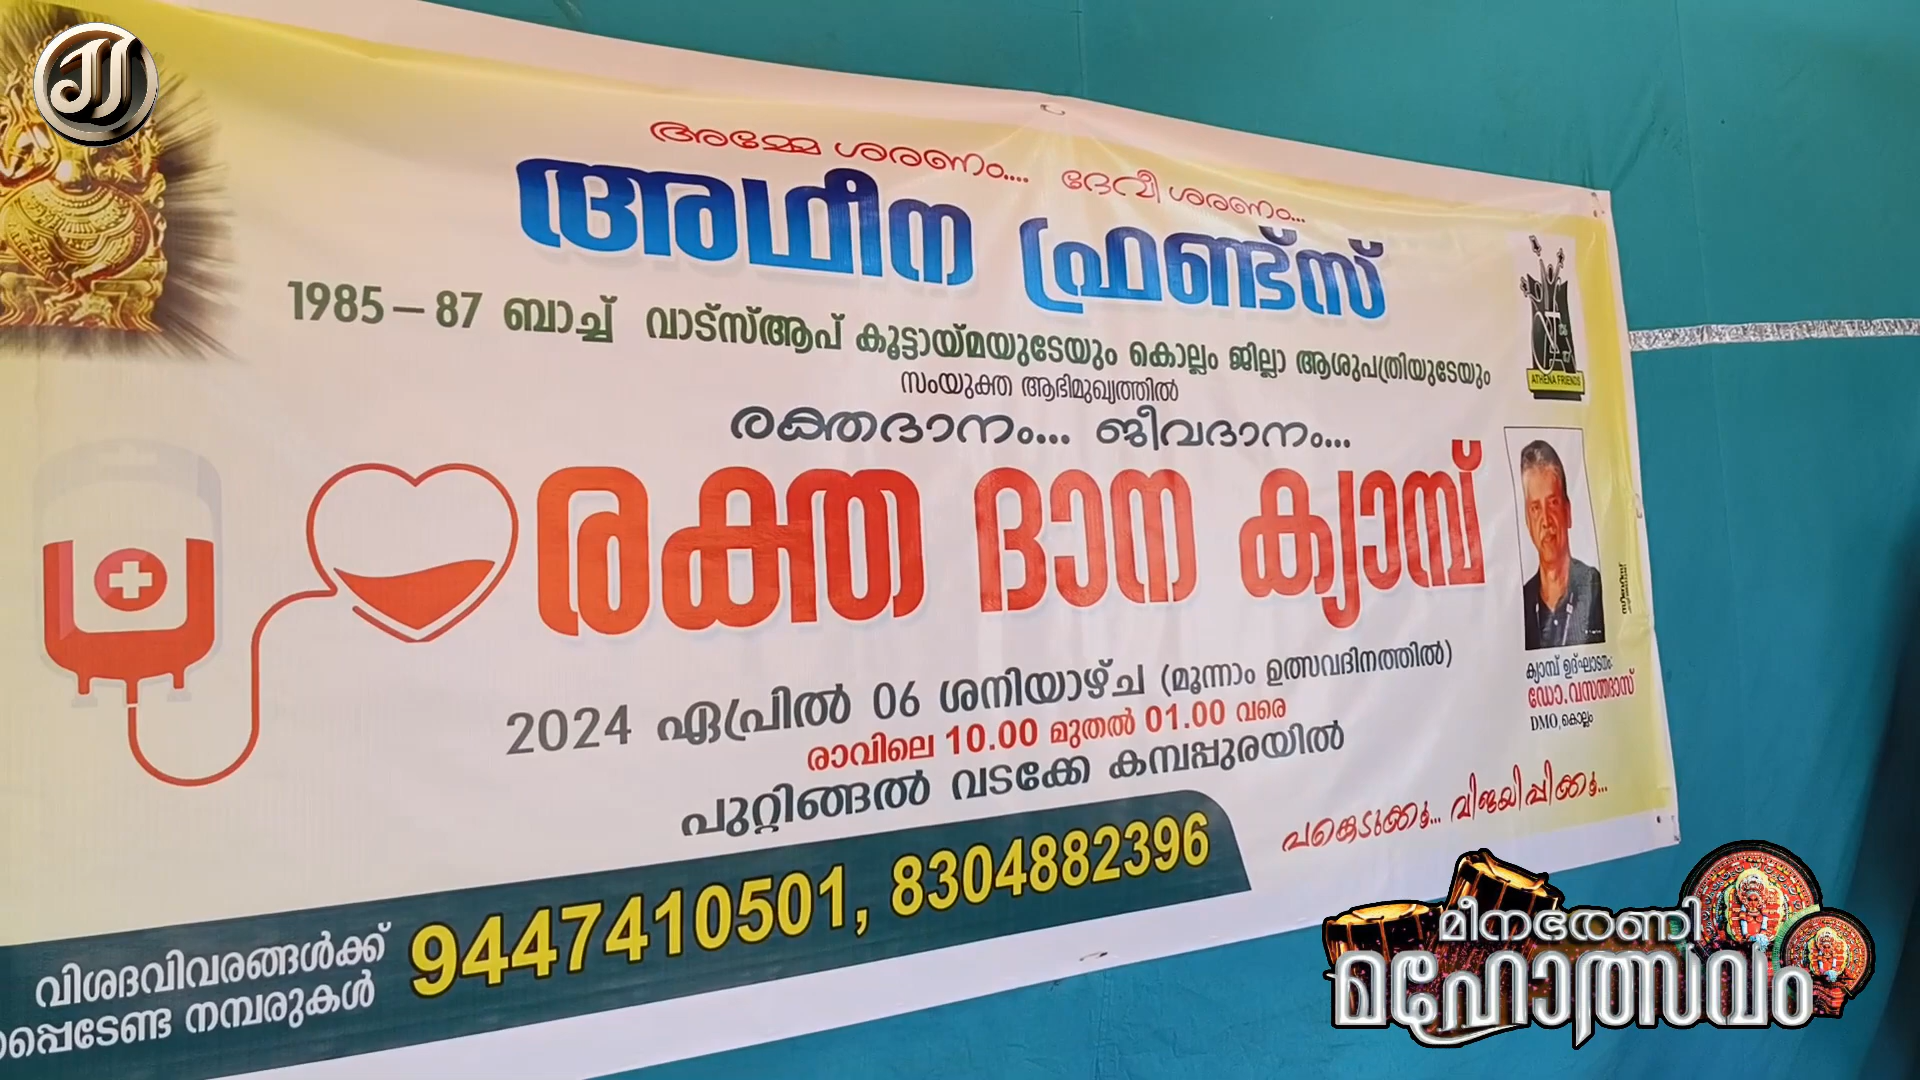 അമ്മേ ശരണം.... ദേവീ ശരണം...
അഥീന ഫ്രണ്ട്സ്
1985 – 87 ബാച്ച് വാട്സ്ആപ് കൂട്ടായ്മയുടേയും കൊല്ലം ജില്ലാ ആശുപത്രിയുടേയും
സംയുക്ത ആഭിമുഖ്യത്തിൽ
രക്തദാനം... ജീവദാനം...
രക്ത ദാന ക്യാമ്പ്
2024 ഏപ്രിൽ 06 ശനിയാഴ്ച (മൂന്നാം ഉത്സവദിനത്തിൽ)
രാവിലെ 10.00 മുതൽ 01.00 വരെ
പുറ്റിങ്ങൽ വടക്കേ കമ്പപ്പുരയിൽ
ATHENA FRIENDS
ക്യാമ്പ് ഉദ്ഘാടനം:
ഡോ.വസന്തദാസ്
DMO,കൊല്ലം
പങ്കെടുക്കൂ... വിജയിപ്പിക്കൂ...
വിശദവിവരങ്ങൾക്ക്
പ്പെടേണ്ട നമ്പരുകൾ
9447410501, 8304882396
മീനഭരണി
മഹോത്സവം